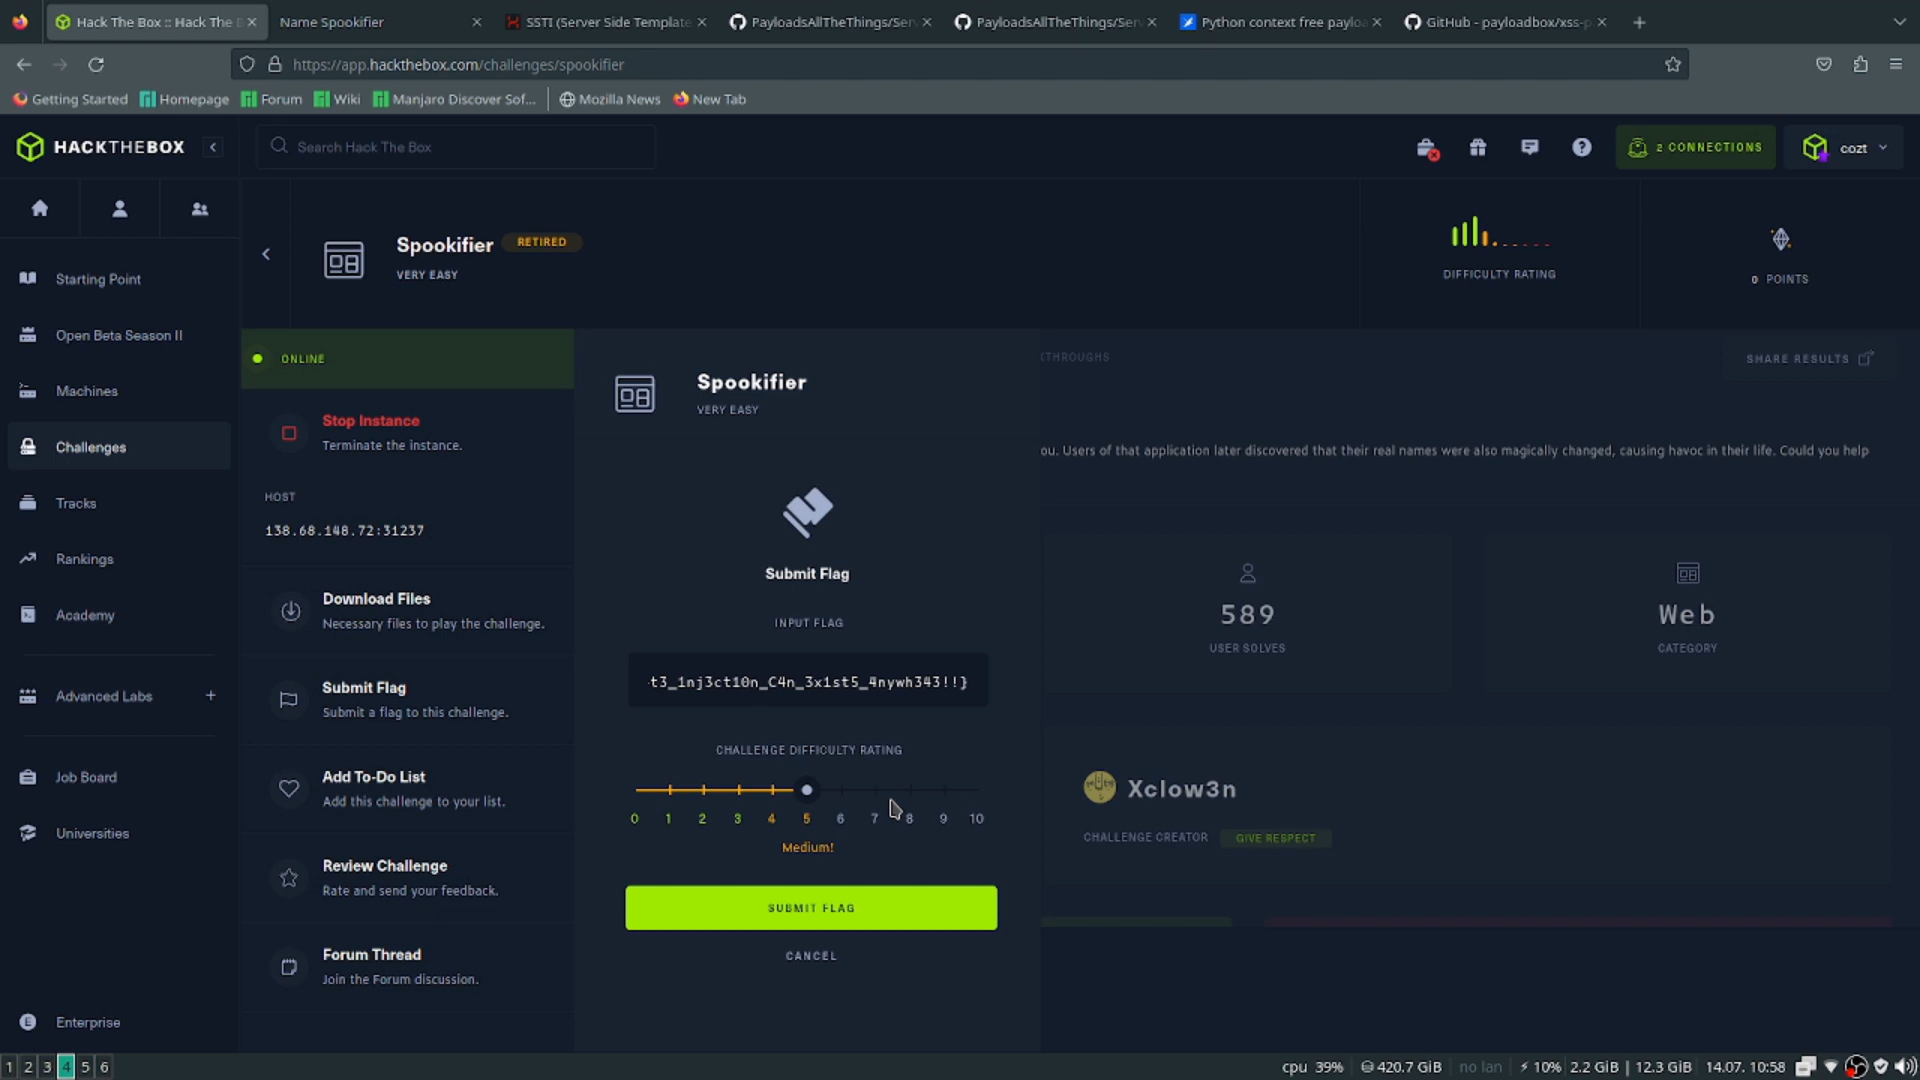 Hack The Box :: Hack The B
Name Spookifier
SSTI (Server Side Template
PayloadsAllTheThings/Serv
PayloadsAllTheThings/Serv
Python context free payloa
GitHub - payloadbox/xss-p
https://app.hackthebox.com/challenges/spookifier
Getting Started
Homepage
Forum
Wiki
Manjaro Discover Sof...
Mozilla News
New Tab
HACKTHEBOX
Search Hack The Box
2 CONNECTIONS
cozt
Spookifier
RETIRED
VERY EASY
DIFFICULTY RATING
0 POINTS
Starting Point
Open Beta Season II
Machines
Challenges
Tracks
Rankings
Academy
Advanced Labs +
Job Board
Universities
Enterprise
ONLINE
Stop Instance
Terminate the instance.
HOST
138.68.148.72:31237
Download Files
Necessary files to play the challenge.
Submit Flag
Submit a flag to this challenge.
Add To-Do List
Add this challenge to your list.
Review Challenge
Rate and send your feedback.
Forum Thread
Join the Forum discussion.
Spookifier
VERY EASY
Submit Flag
INPUT FLAG
t3_1nj3ct10n_C4n_3x1st5_4nywh343!!}
CHALLENGE DIFFICULTY RATING
0 1 2 3 4 5 6 7 8 9 10
Medium!
SUBMIT FLAG
CANCEL
KTHROUGHS
SHARE RESULTS
ou. Users of that application later discovered that their real names were also magically changed, causing havoc in their life. Could you help
589
USER SOLVES
Web
CATEGORY
Xclow3n
CHALLENGE CREATOR
GIVE RESPECT
1 2 3 4 5 6
cpu 39% 420.7 GiB no lan 10% 2.2 GiB | 12.3 GiB 14.07. 10:58